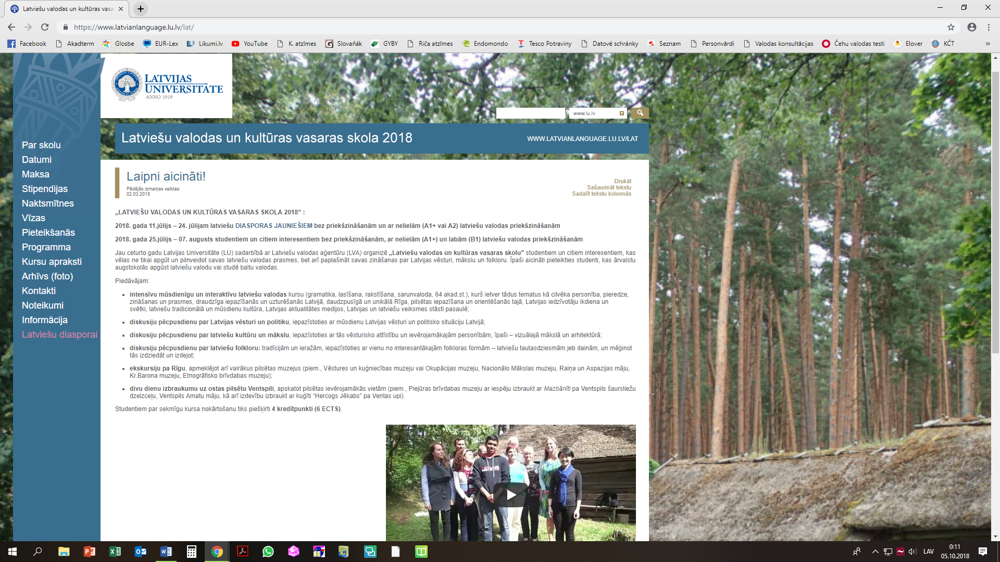 Latviešu valodas un kultūras vasa
https://www.latvianlanguage.lu.lv/lat/
Facebook Akadterm Glosbe EUR-Lex Likumi.lv YouTube K. atzīmes Slovaňák GYBY Riča atzīmes Endomondo Tesco Potraviny Datové schránky Seznam Personvārdi Valodas konsultācijas Čehu valodas testi Elover KČT »
LATVIJAS
UNIVERSITĀTE
ANNO 1919
www.lu.lv
Latviešu valodas un kultūras vasaras skola 2018
WWW.LATVIANLANGUAGE.LU.LV/LAT
Par skolu
Datumi
Maksa
Stipendijas
Naktsmītnes
Vīzas
Pieteikšanās
Programma
Kursu apraksti
Arhīvs (foto)
Kontakti
Noteikumi
Informācija
Latviešu diasporai
Laipni aicināti!
Pēdējās izmaiņas veiktas:
02.03.2018
Drukāt
Sašaurināt tekstu
Sadalīt tekstu kolonnās
„LATVIEŠU VALODAS UN KULTŪRAS VASARAS SKOLA 2018” :
2018. gada 11.jūlijs – 24. jūlijam latviešu DIASPORAS JAUNIEŠIEM bez priekšzināšanām un ar nelielām (A1+ vai A2) latviešu valodas priekšzināšanām
2018. gada 25.jūlijs – 07. augusts studentiem un citiem interesentiem bez priekšzināšanām, ar nelielām (A1+) un labām (B1) latviešu valodas priekšzināšanām
Jau ceturto gadu Latvijas Universitāte (LU) sadarbībā ar Latviešu valodas aģentūru (LVA) organizē „Latviešu valodas un kultūras vasaras skolu” studentiem un citiem interesentiem, kas
vēlas ne tikai apgūt un pilnveidot savas latviešu valodas prasmes, bet arī paplašināt savas zināšanas par Latvijas vēsturi, mākslu un folkloru. Īpaši aicināti pieteikties studenti, kas ārvalstu
augstskolās apgūst latviešu valodu vai studē baltu valodas.
Piedāvājam:
• intensīvu mūsdienīgu un interaktīvu latviešu valodas kursu (gramatika, lasīšana, rakstīšana, sarunvaloda, 64 akad.st.), kurš ietver tādus tematus kā cilvēka personība, pieredze,
zināšanas un prasmes, draudzīga iepazīšanās un uzturēšanās Latvijā, daudzpusīgā un unikālā Rīga, pilsētas iepazīšana un orientēšanās tajā, Latvijas iedzīvotāju ikdiena un
svētki, latviešu tradicionālā un mūsdienu kultūra, Latvijas aktualitātes medijos, Latvijas un latviešu veiksmes stāsti pasaulē;
• diskusiju pēcpusdienu par Latvijas vēsturi un politiku, iepazīstoties ar mūsdienu Latvijas vēsturi un politisko situāciju Latvijā;
• diskusiju pēcpusdienu par latviešu kultūru un mākslu, iepazīstoties ar tās vēsturisko attīstību un ievērojamākajām personībām, īpaši – vizuālajā mākslā un arhitektūrā;
• diskusiju pēcpusdienu par latviešu folkloru: tradīcijām un ieražām, iepazīstoties ar vienu no interesantākajām folkloras formām – latviešu tautasdziesmām jeb dainām, un mēģinot
tās izdziedāt un izdejot;
• ekskursiju pa Rīgu, apmeklējot arī vairākus pilsētas muzejus (piem., Vēstures un kuģniecības muzeju vai Okupācijas muzeju, Nacionālo Mākslas muzeju, Raiņa un Aspazijas māju,
Kr.Barona muzeju, Etnogrāfisko brīvdabas muzeju);
• divu dienu izbraukumu uz ostas pilsētu Ventspili, apskatot pilsētas ievērojamākās vietām (piem., Piejūras brīvdabas muzeju ar iespēju izbraukt ar Mazbānīti pa Ventspils šaursliežu
dzelzceļu, Ventspils Amatu māju, kā arī izdevību izbraukt ar kuģīti “Hercogs Jēkabs” pa Ventas upi).
Studentiem par sekmīgu kursa nokārtošanu tiks piešķirti 4 kredītpunkti (6 ECTS).
LATVIJA
LAV
0:11
05.10.2018